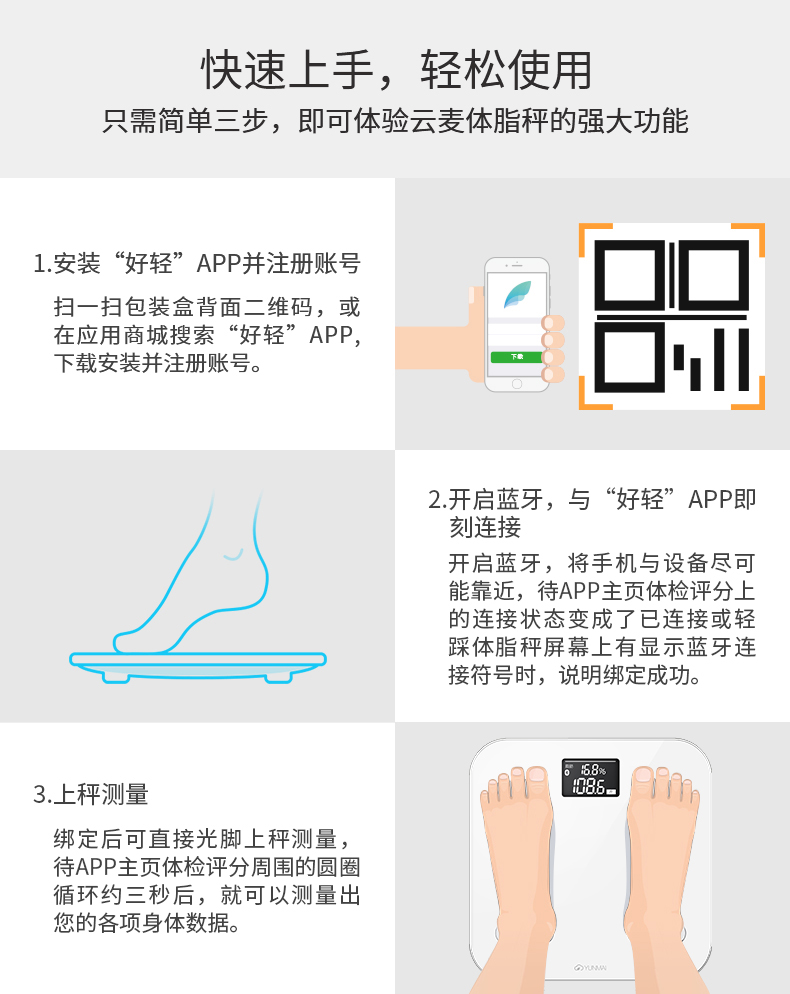 快速上手，轻松使用
只需简单三步，即可体验云麦体脂秤的强大功能
1.安装“好轻”APP并注册账号
扫一扫包装盒背面二维码，或
在应用商城搜索“好轻”APP,
下载安装并注册账号。
下载
2.开启蓝牙，与“好轻”APP即
刻连接
开启蓝牙，将手机与设备尽可
能靠近，待APP主页体检评分上
的连接状态变成了已连接或轻
踩体脂秤屏幕上有显示蓝牙连
接符号时，说明绑定成功。
3.上秤测量
绑定后可直接光脚上秤测量，
待APP主页体检评分周围的圆圈
循环约三秒后，就可以测量出
您的各项身体数据。
16.8%
108.6
YUNMAI